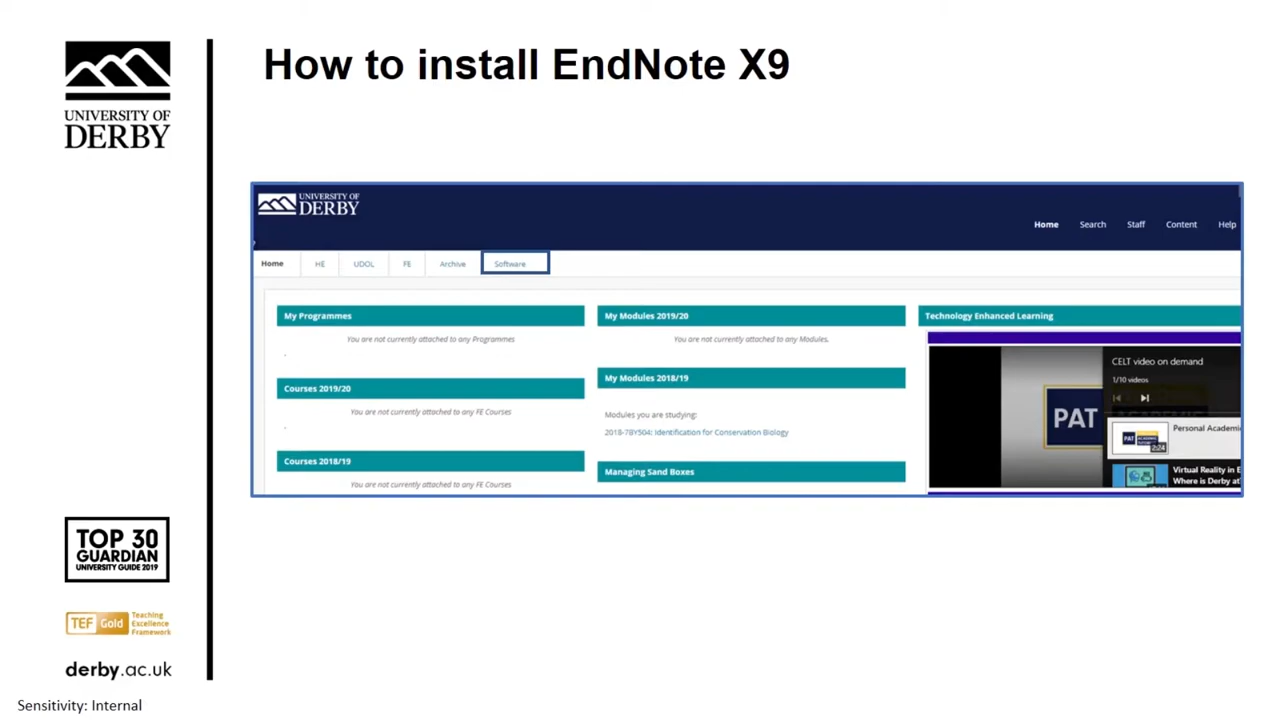 How to install EndNote X9
UNIVERSITY OF
DERBY
UNIVERSITY OF
DERBY
Home Search Staff Content Help
Home HE UDOL FE Archive Software
My Programmes
You are not currently attached to any Programmes
Courses 2019/20
You are not currently attached to any FE Courses
Courses 2018/19
You are not currently attached to any FE Courses
My Modules 2019/20
You are not currently attached to any Modules.
My Modules 2018/19
Modules you are studying:
2018-7BY504: Identification for Conservation Biology
Managing Sand Boxes
Technology Enhanced Learning
CELT video on demand
1/10 videos
PAT
Personal Academi
2:24
Virtual Reality in E
Where is Derby at
TOP 30
GUARDIAN
UNIVERSITY GUIDE 2019
TEF Gold
Teaching
Excellence
Framework
derby.ac.uk
Sensitivity: Internal